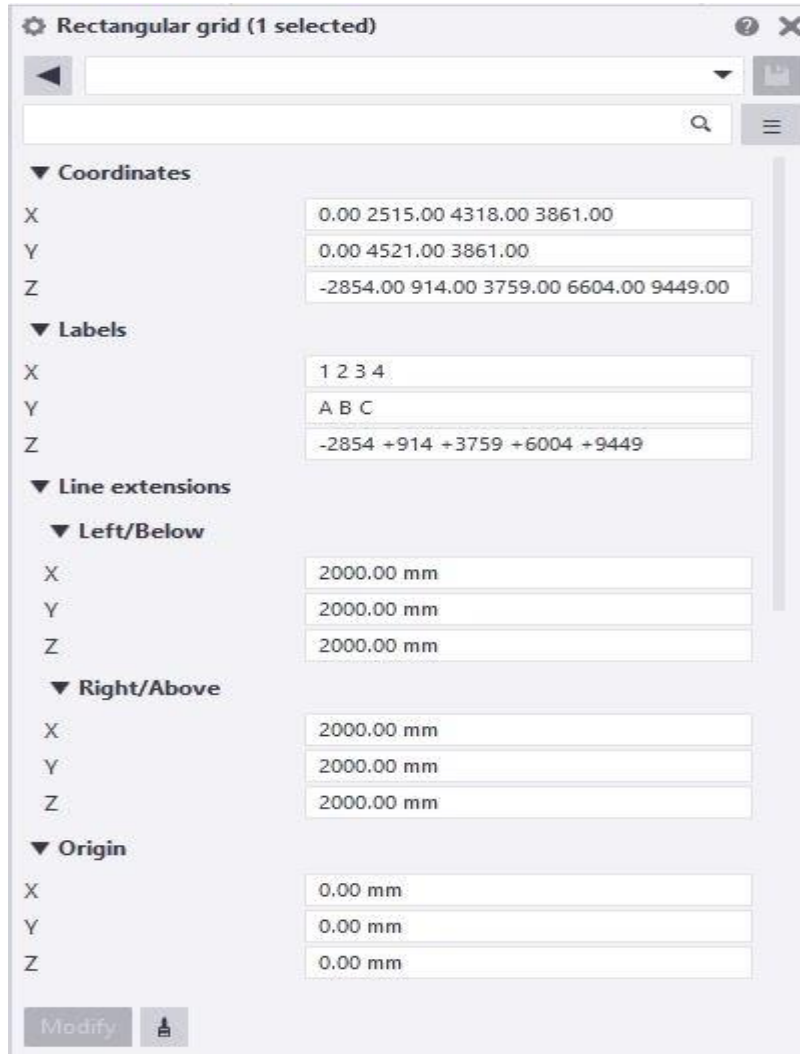 Rectangular grid (1 selected)
Coordinates
X 0.00 2515.00 4318.00 3861.00
Y 0.00 4521.00 3861.00
Z -2854.00 914.00 3759.00 6604.00 9449.00
Labels
X 1 2 3 4
Y A B C
Z -2854 +914 +3759 +6004 +9449
Line extensions
Left/Below
X 2000.00 mm
Y 2000.00 mm
Z 2000.00 mm
Right/Above
X 2000.00 mm
Y 2000.00 mm
Z 2000.00 mm
Origin
X 0.00 mm
Y 0.00 mm
Z 0.00 mm
Modify